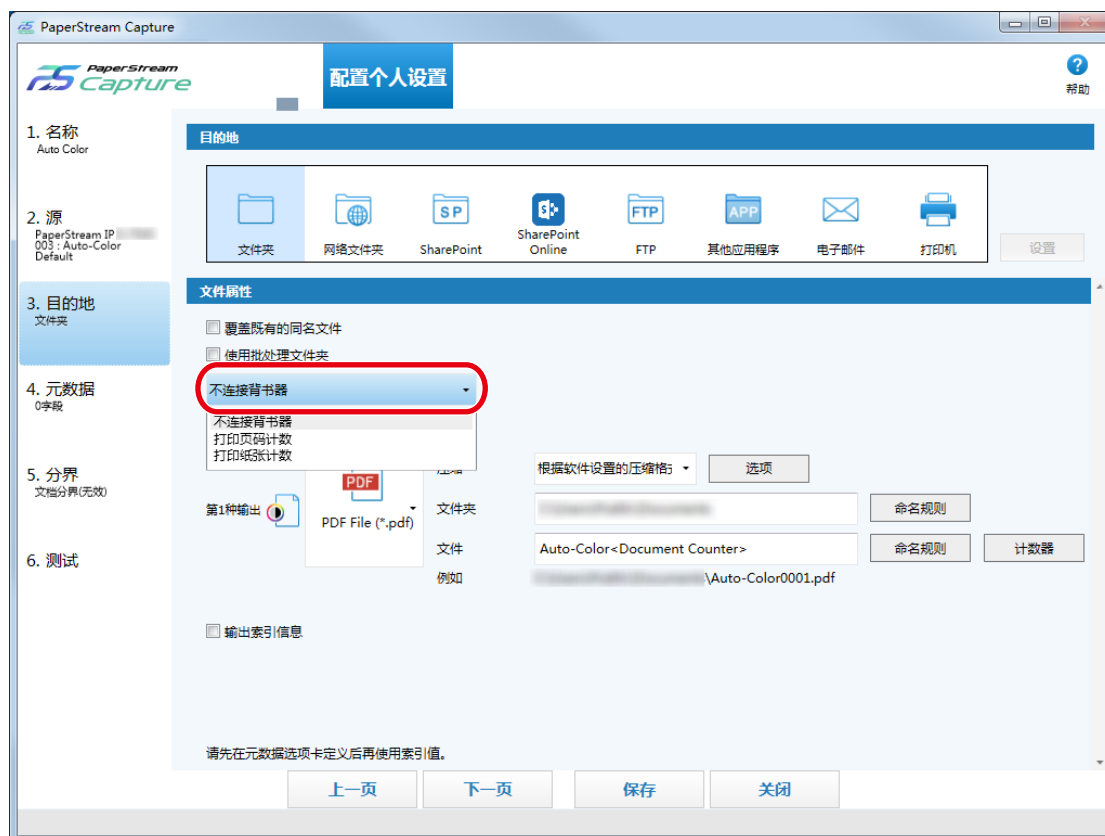 PaperStream Capture
PaperStream
Capture
配置个人设置
帮助
1. 名称
Auto Color
2. 源
PaperStream IP
003 : Auto-Color
Default
3. 目的地
文件夹
4. 元数据
0字段
5. 分界
文档分界(无效)
6. 测试
目的地
文件夹
网络文件夹
SP
SharePoint
SharePoint
Online
FTP
FTP
APP
其他应用程序
电子邮件
打印机
设置
文件属性
覆盖既有的同名文件
使用批处理文件夹
不连接背书器
不连接背书器
打印页码计数
打印纸张计数
第1种输出
PDF
PDF File (*.pdf)
根据软件设置的压缩格式
选项
文件夹
命名规则
文件
Auto-Color<Document Counter>
命名规则
计数器
例如
\Auto-Color0001.pdf
输出索引信息
请先在元数据选项卡定义后再使用索引值。
上一页
下一页
保存
关闭